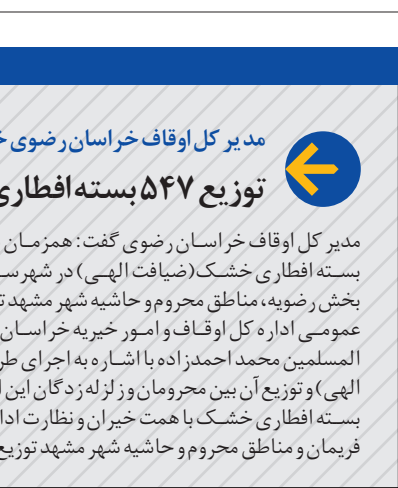 مدیر کل اوقاف خراسان رضوی
توزیع ۵۴۷ بسته افطاری
مدیر کل اوقاف خراسان رضوی گفت: همزمان
بسته افطاری خشک (ضیافت الهی) در شهرسـ
بخش رضویه، مناطق محروم و حاشیه شهر مشهد
عمومی اداره کل اوقاف و امور خیریه خراسان
المسلمین محمد احمدزاده با اشاره به اجرای طر
الهی) و توزیع آن بین محرومان و زلزله زدگان این
بسته افطاری خشک با همت خیران و نظارت ادا
فریمان و مناطق محروم و حاشیه شهر مشهد توزیع